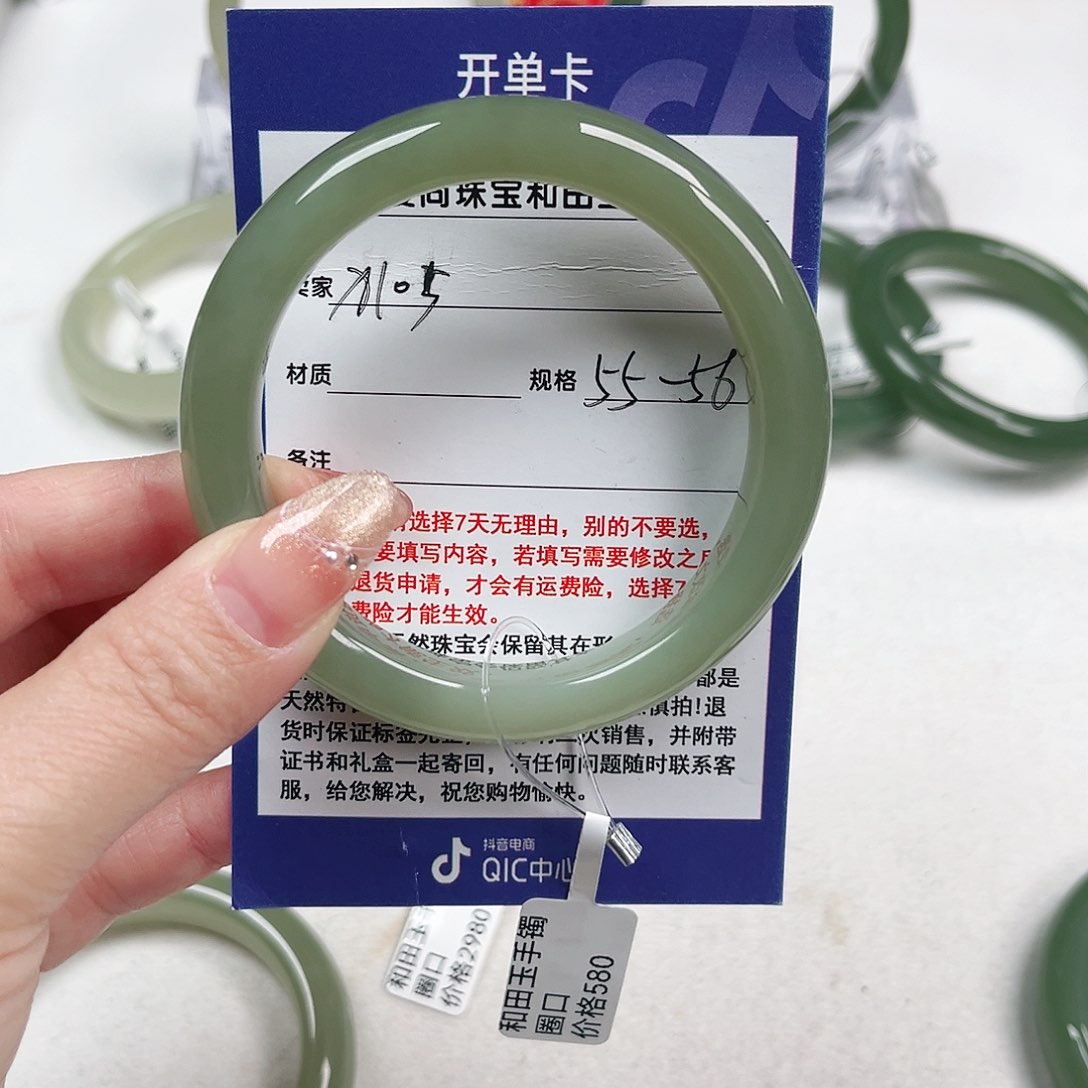 开单卡
尚珠宝和田
卖家
材质 规格 55-56
备注
选择7天无理由，别的不要选，
要填写内容，若填写需要修改之
退货申请，才会有运费险，选择7
费险才能生效。
然珠宝会保留其在形
都是
天然特 慎拍!退
货时保证标签完整， 二次销售，并附带
证书和礼盒一起寄回，有任何问题随时联系客
服，给您解决，祝您购物愉快。
抖音电商
QIC中心
和田玉手镯
圈口
价格580
和田玉手
圈口
价格2980